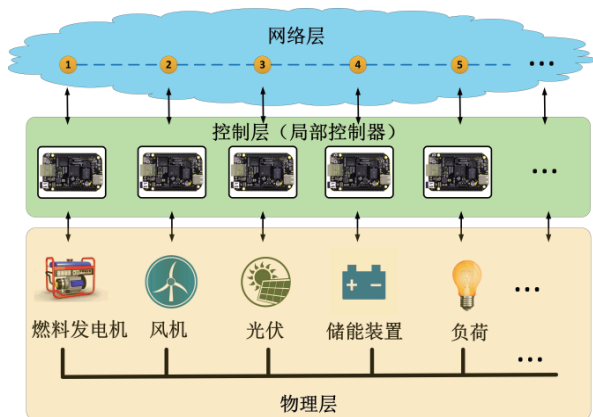 网络层
1 2 3 4 5 ...
控制层（局部控制器）
...
...
燃料发电机 风机 光伏 储能装置 负荷
...
物理层